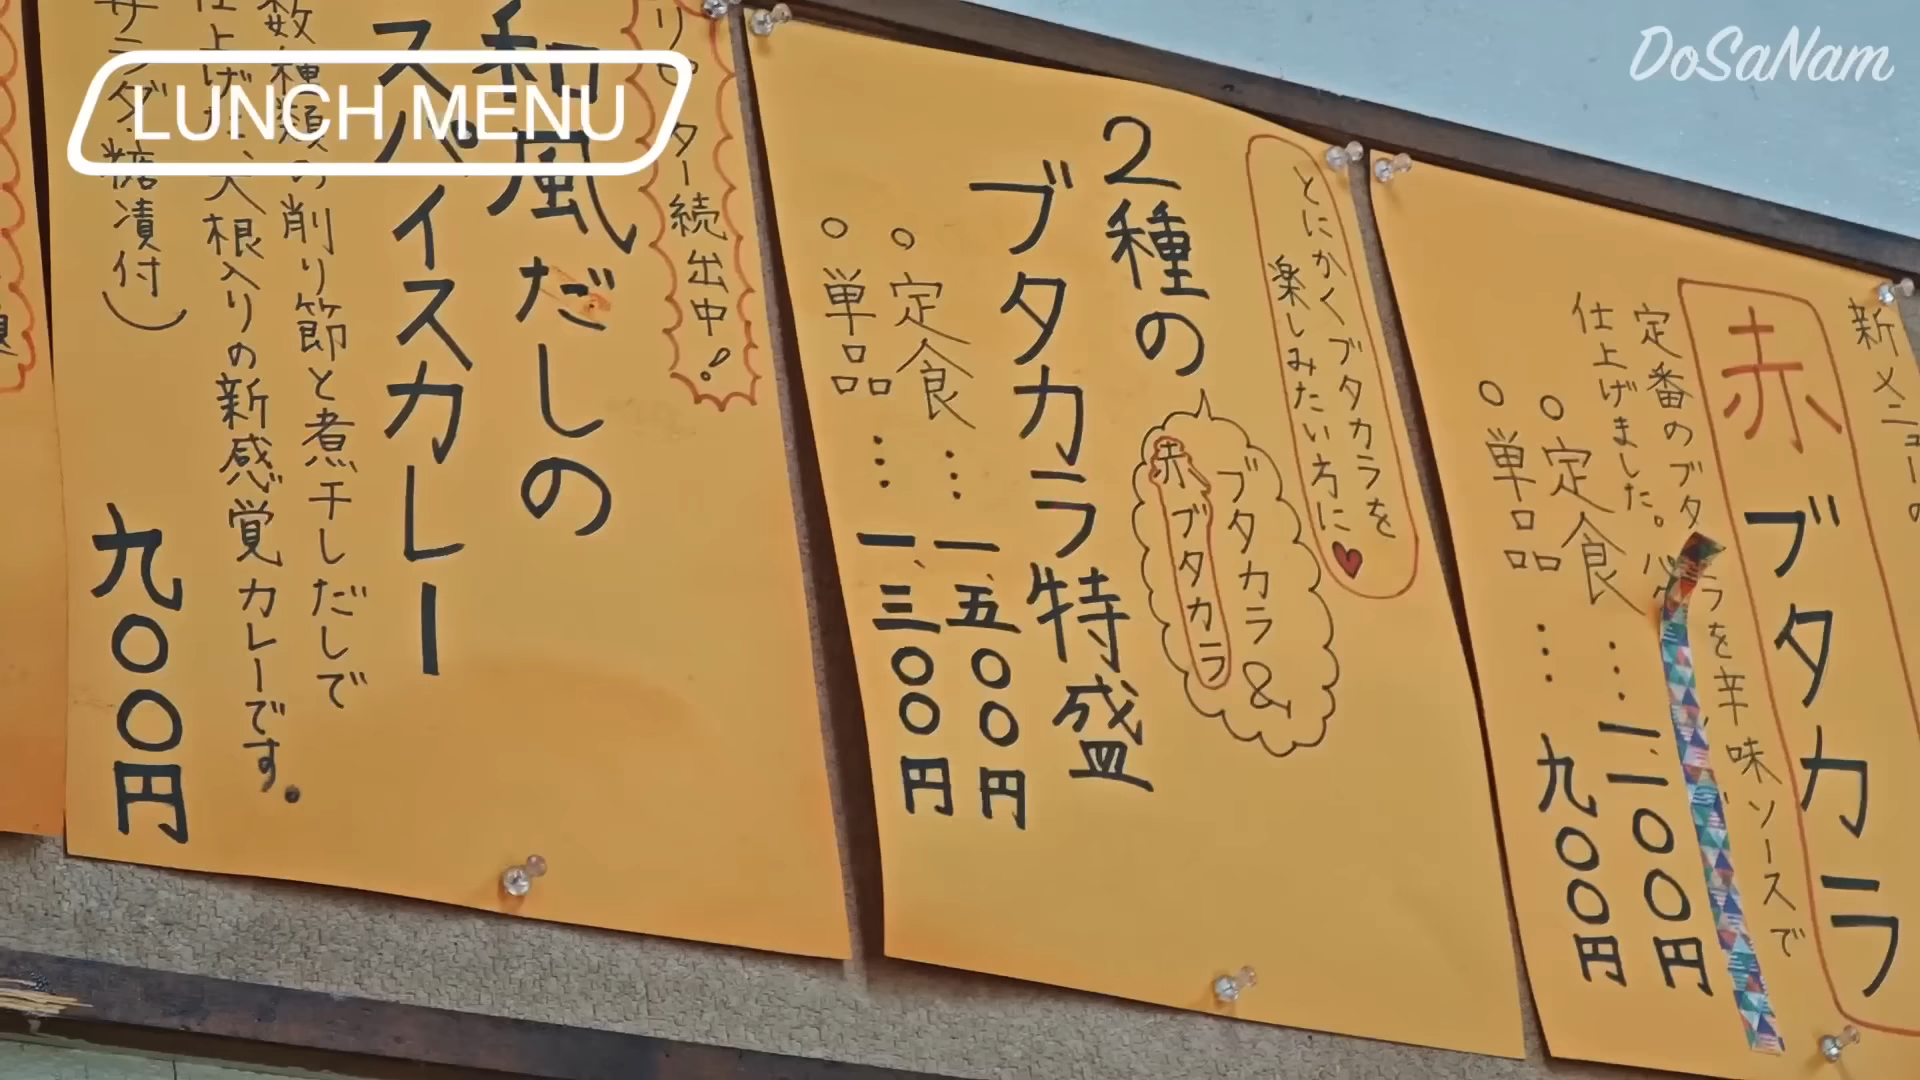 LUNCH MENU
DoSaNam
赤ブタカラ
定番のブタカラを辛味ソースで
仕上げました。
○定食…一、二〇〇円
○単品…九〇〇円
とにかくブタカラを
楽しみたい方に♥
2種の
ブタカラ&
赤ブタカラ
ブタカラ特盛
○定食…一、五〇〇円
○単品…一、三〇〇円
ター続出中!
和風だしの
スパイスカレー
数種類の削り節と煮干しだしで
仕上げた、大根入りの新感覚カレーです。
サラダ、糖漬付)
九〇〇円